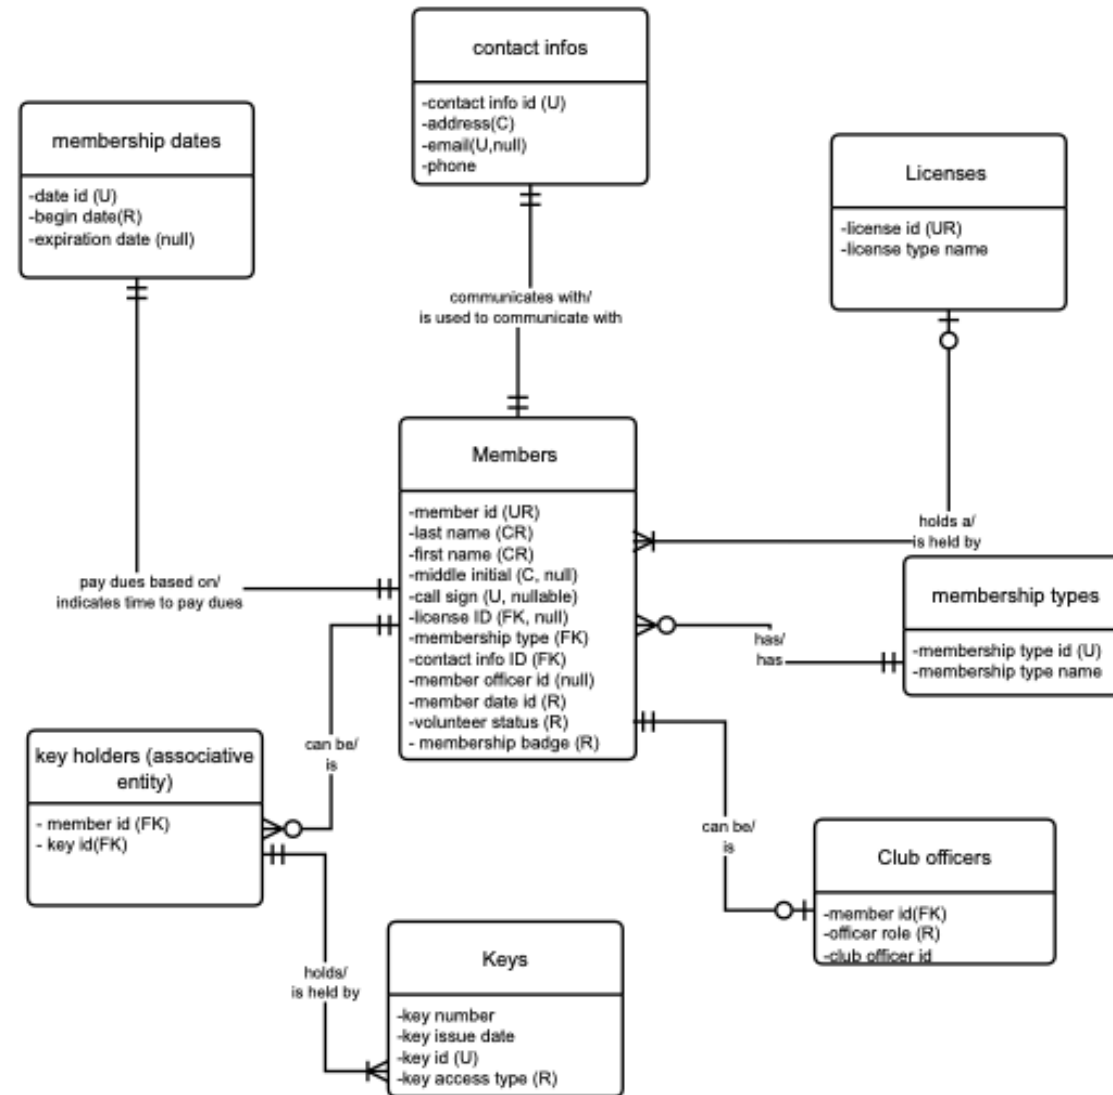 contact infos
-contact info id (U)
-address(C)
-email(U,null)
-phone
membership dates
-date id (U)
-begin date(R)
-expiration date (null)
Licenses
-license id (UR)
-license type name
communicates with/
is used to communicate with
Members
-member id (UR)
-last name (CR)
-first name (CR)
-middle initial (C, null)
-call sign (U, nullable)
-license ID (FK, null)
-membership type (FK)
-contact info ID (FK)
-member officer id (null)
-member date id (R)
-volunteer status (R)
- membership badge (R)
holds a/
is held by
pay dues based on/
indicates time to pay dues
membership types
-membership type id (U)
-membership type name
has/
has
key holders (associative
entity)
- member id (FK)
- key id(FK)
can be/
is
can be/
is
Club officers
-member id(FK)
-officer role (R)
-club officer id
holds/
is held by
Keys
-key number
-key issue date
-key id (U)
-key access type (R)